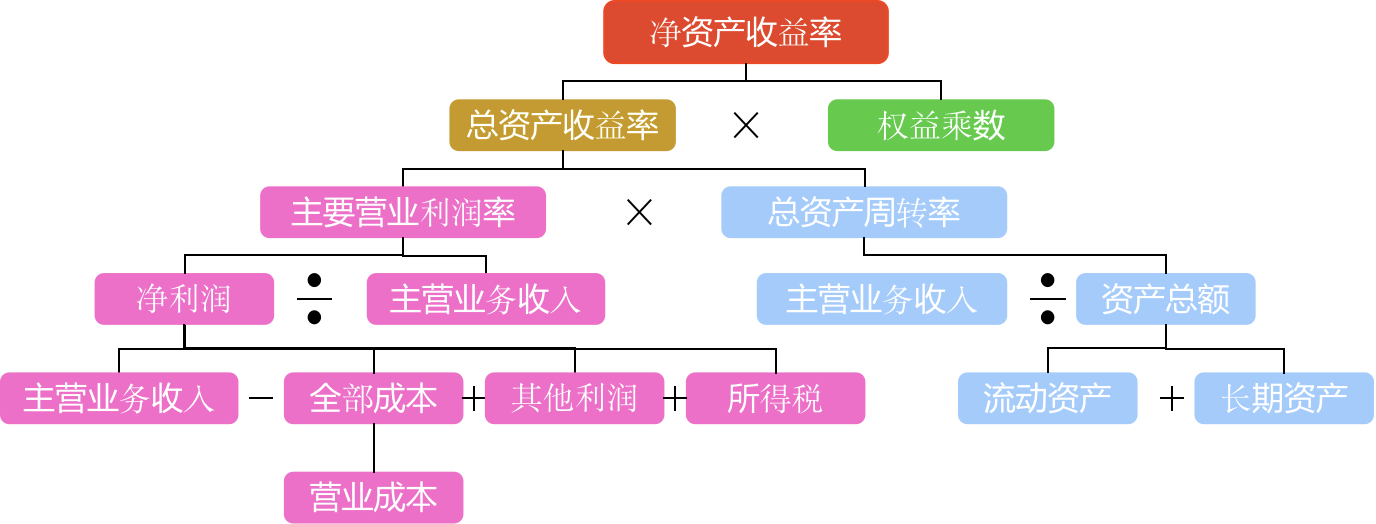 净资产收益率
总资产收益率 × 权益乘数
主要营业利润率 × 总资产周转率
净利润 ÷ 主营业务收入 主营业务收入 ÷ 资产总额
主营业务收入 − 全部成本 + 其他利润 + 所得税 流动资产 + 长期资产
营业成本